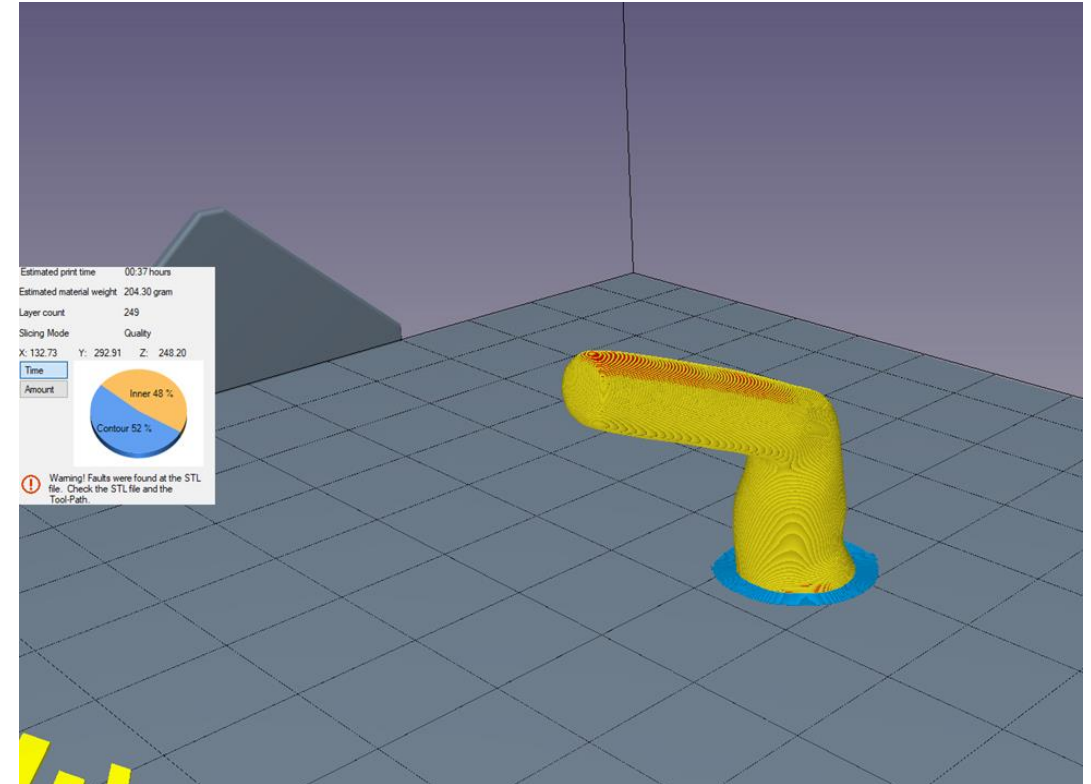 Estimated print time 00:37 hours
Estimated material weight 204.30 gram
Layer count 249
Slicing Mode Quality
X: 132.73 Y: 292.91 Z: 248.20
Time
Amount
Inner 48 %
Contour 52 %
Warning! Faults were found at the STL
file. Check the STL file and the
Tool-Path.